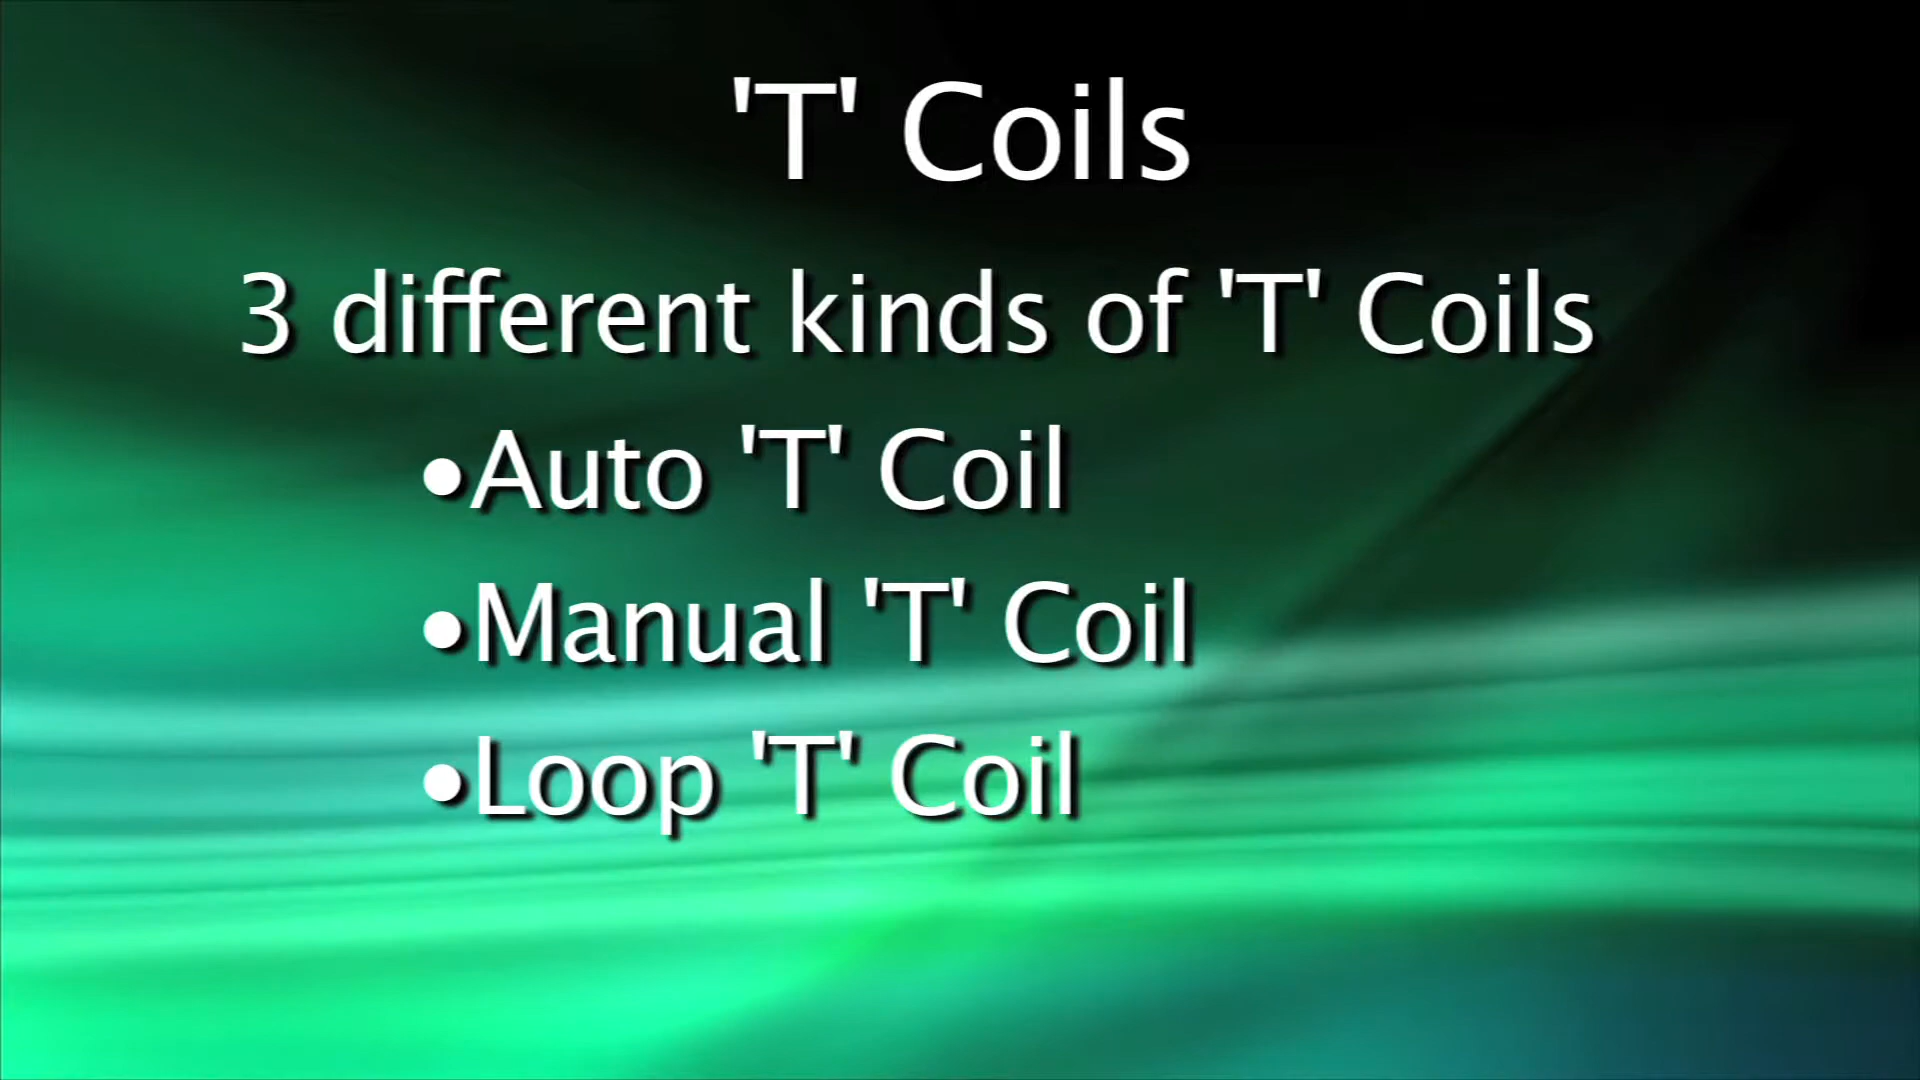 'T' Coils
3 different kinds of 'T' Coils
•Auto 'T' Coil
•Manual 'T' Coil
•Loop 'T' Coil